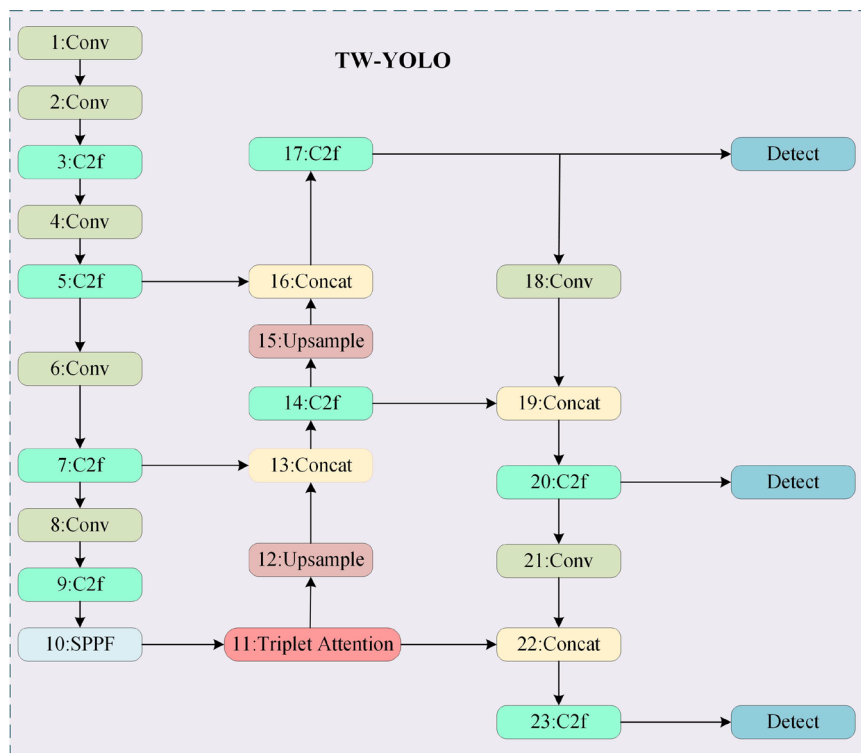 TW-YOLO
1:Conv
2:Conv
3:C2f
4:Conv
5:C2f
6:Conv
7:C2f
8:Conv
9:C2f
10:SPPF
17:C2f
16:Concat
15:Upsample
14:C2f
13:Concat
12:Upsample
11:Triplet Attention
18:Conv
19:Concat
20:C2f
21:Conv
22:Concat
23:C2f
Detect
Detect
Detect